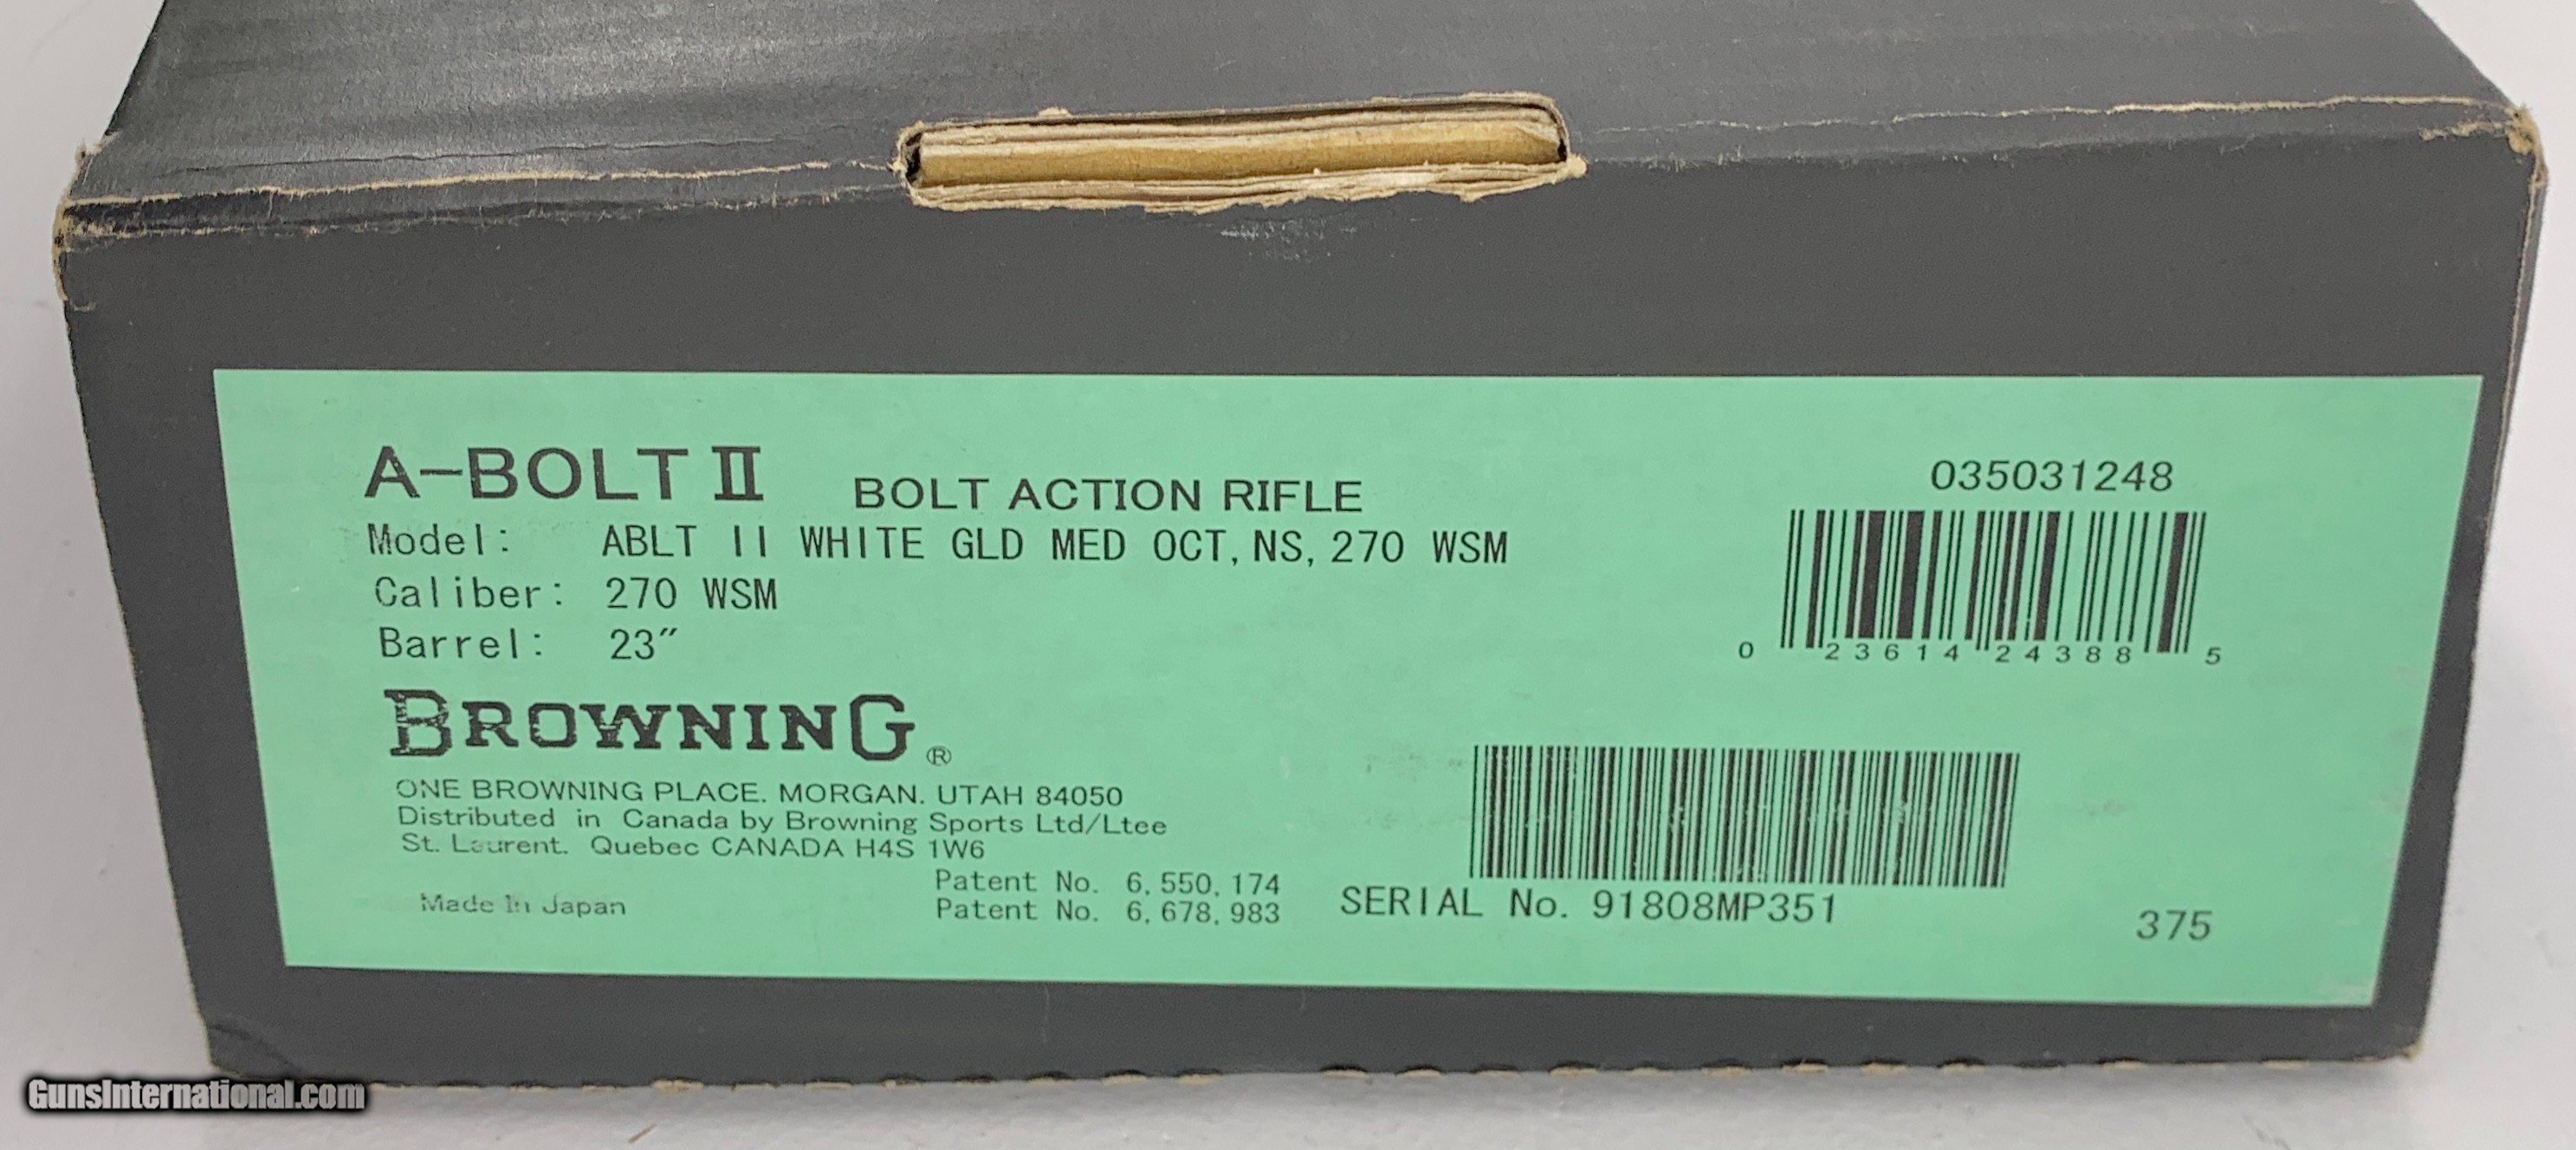 A-BOLT II BOLT ACTION RIFLE
Model: ABLT II WHITE GLD MED OCT, NS, 270 WSM
Caliber: 270 WSM
Barrel: 23″
035031248
0 23614 24388 5
BROWNING®
ONE BROWNING PLACE. MORGAN. UTAH 84050
Distributed in Canada by Browning Sports Ltd/Ltee
St. Laurent. Quebec CANADA H4S 1W6
Patent No. 6,550,174
Patent No. 6,678,983
Made In Japan
SERIAL No. 91808MP351
375
GunsInternational.com